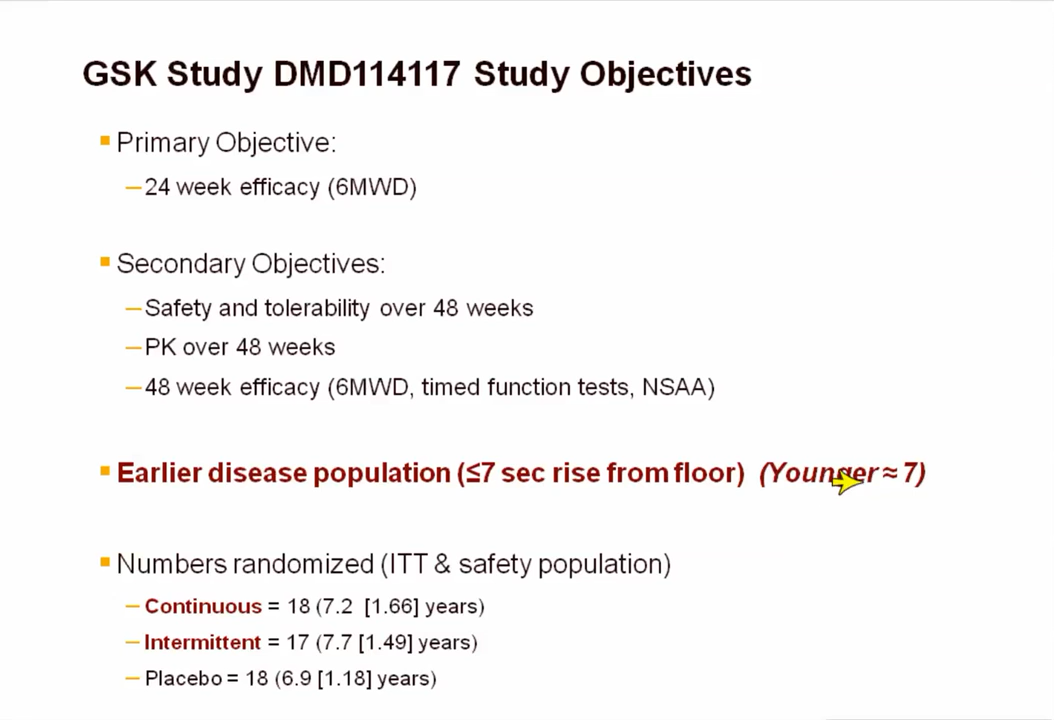 GSK Study DMD114117 Study Objectives
Primary Objective:
–24 week efficacy (6MWD)
Secondary Objectives:
–Safety and tolerability over 48 weeks
–PK over 48 weeks
–48 week efficacy (6MWD, timed function tests, NSAA)
Earlier disease population (≤7 sec rise from floor) (Younger ≈ 7)
Numbers randomized (ITT & safety population)
– Continuous = 18 (7.2 [1.66] years)
– Intermittent = 17 (7.7 [1.49] years)
– Placebo = 18 (6.9 [1.18] years)